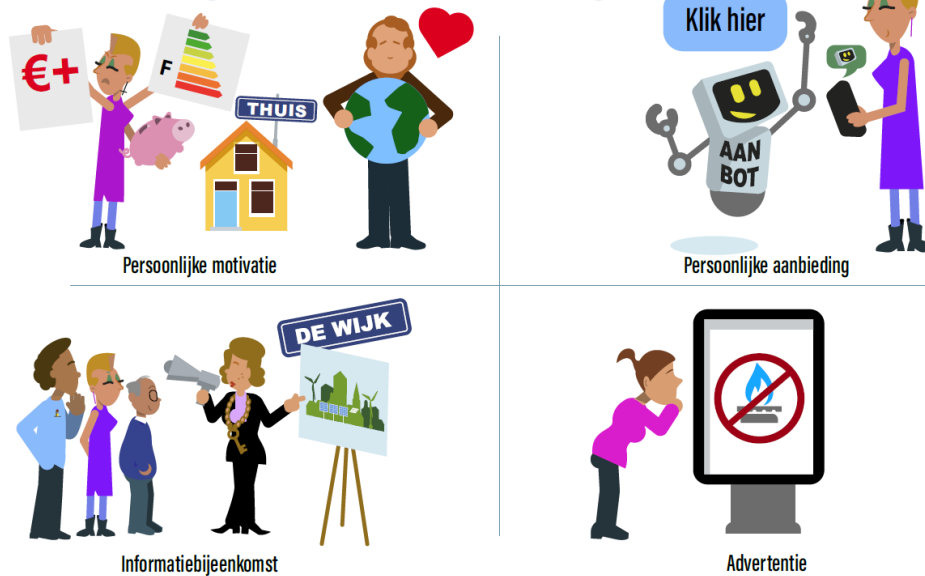 Klik hier
€+
F
THUIS
AAN
BOT
Persoonlijke motivatie
Persoonlijke aanbieding
DE WIJK
Informatiebijeenkomst
Advertentie